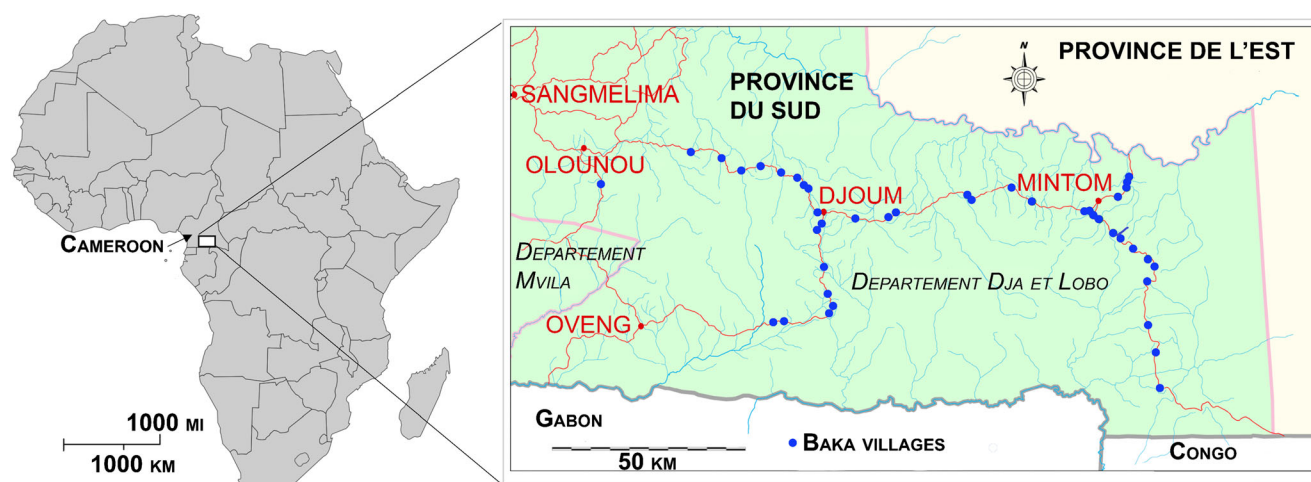 CAMEROON
1000 MI
1000 KM
N
PROVINCE DE L'EST
PROVINCE
DU SUD
SANGMELIMA
OLOUNOU
DJOUM
MINTOM
DEPARTEMENT
MVILA
DEPARTEMENT DJA ET LOBO
OVENG
GABON
50 KM
BAKA VILLAGES
CONGO